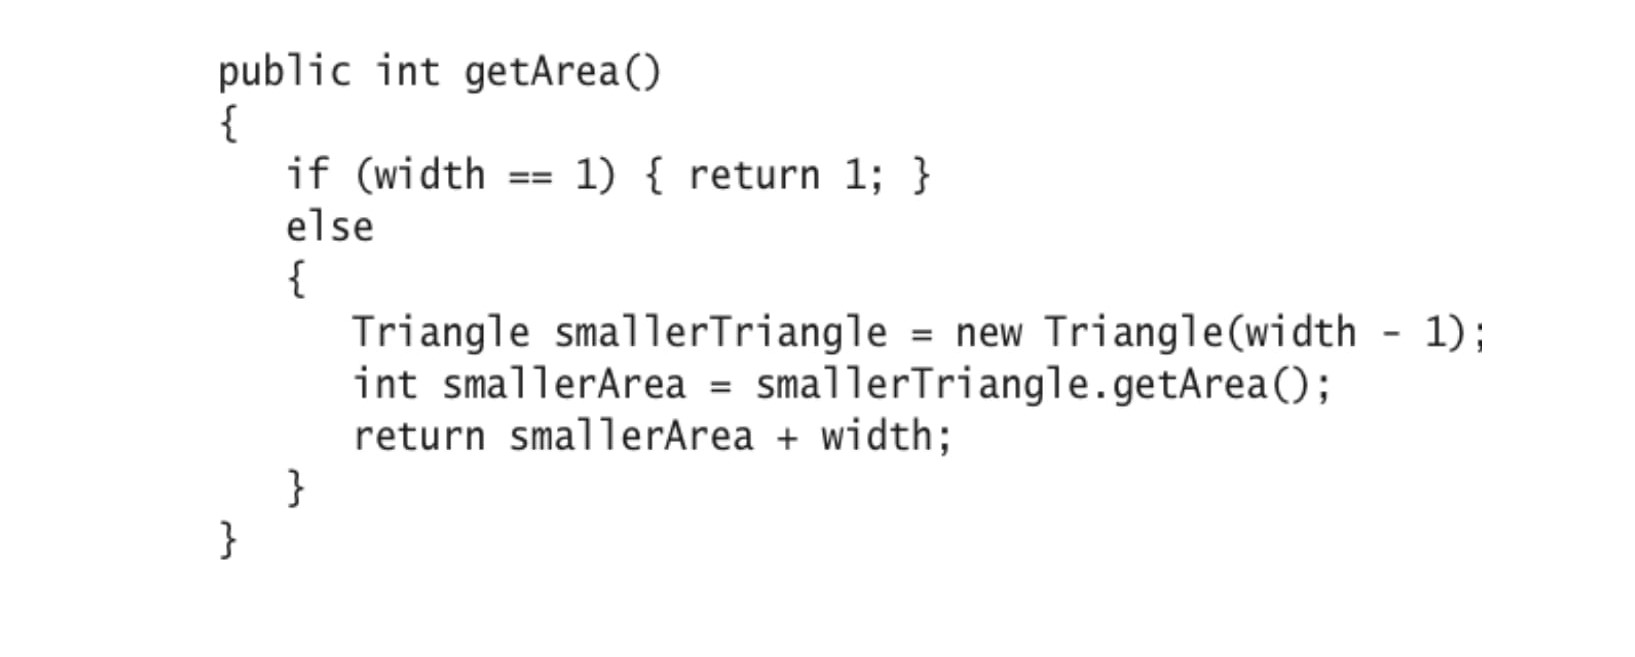 public int getArea()
{
   if (width == 1) { return 1; }
   else
   {
      Triangle smallerTriangle = new Triangle(width - 1);
      int smallerArea = smallerTriangle.getArea();
      return smallerArea + width;
   }
}